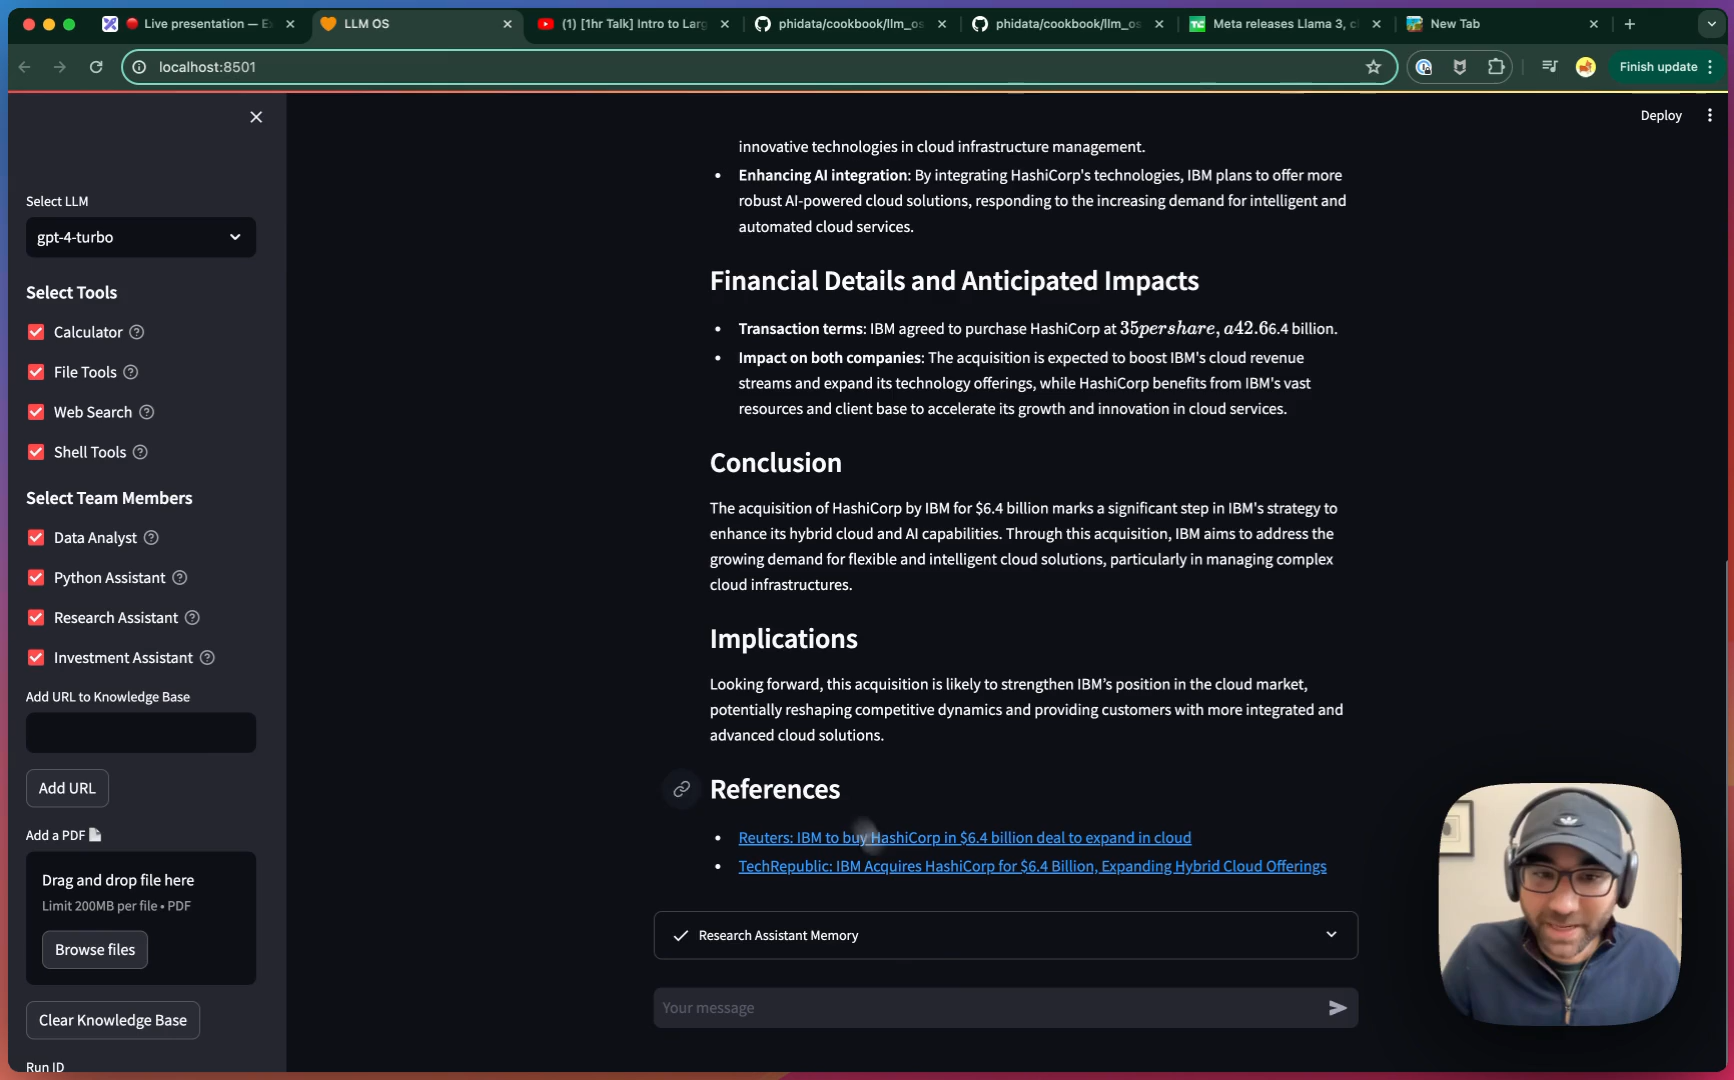 Live presentation — E
LLM OS
(1) [1hr Talk] Intro to Larg
phidata/cookbook/llm_os
phidata/cookbook/llm_os
Meta releases Llama 3, c
New Tab
localhost:8501
Finish update
Deploy
Select LLM
gpt-4-turbo
Select Tools
Calculator
File Tools
Web Search
Shell Tools
Select Team Members
Data Analyst
Python Assistant
Research Assistant
Investment Assistant
Add URL to Knowledge Base
Add URL
Add a PDF
Drag and drop file here
Limit 200MB per file • PDF
Browse files
Clear Knowledge Base
Run ID
innovative technologies in cloud infrastructure management.
• Enhancing AI integration: By integrating HashiCorp's technologies, IBM plans to offer more
robust AI-powered cloud solutions, responding to the increasing demand for intelligent and
automated cloud services.
Financial Details and Anticipated Impacts
• Transaction terms: IBM agreed to purchase HashiCorp at 35pershare, a42.66.4 billion.
• Impact on both companies: The acquisition is expected to boost IBM's cloud revenue
streams and expand its technology offerings, while HashiCorp benefits from IBM's vast
resources and client base to accelerate its growth and innovation in cloud services.
Conclusion
The acquisition of HashiCorp by IBM for $6.4 billion marks a significant step in IBM's strategy to
enhance its hybrid cloud and AI capabilities. Through this acquisition, IBM aims to address the
growing demand for flexible and intelligent cloud solutions, particularly in managing complex
cloud infrastructures.
Implications
Looking forward, this acquisition is likely to strengthen IBM’s position in the cloud market,
potentially reshaping competitive dynamics and providing customers with more integrated and
advanced cloud solutions.
References
• Reuters: IBM to buy HashiCorp in $6.4 billion deal to expand in cloud
• TechRepublic: IBM Acquires HashiCorp for $6.4 Billion, Expanding Hybrid Cloud Offerings
Research Assistant Memory
Your message